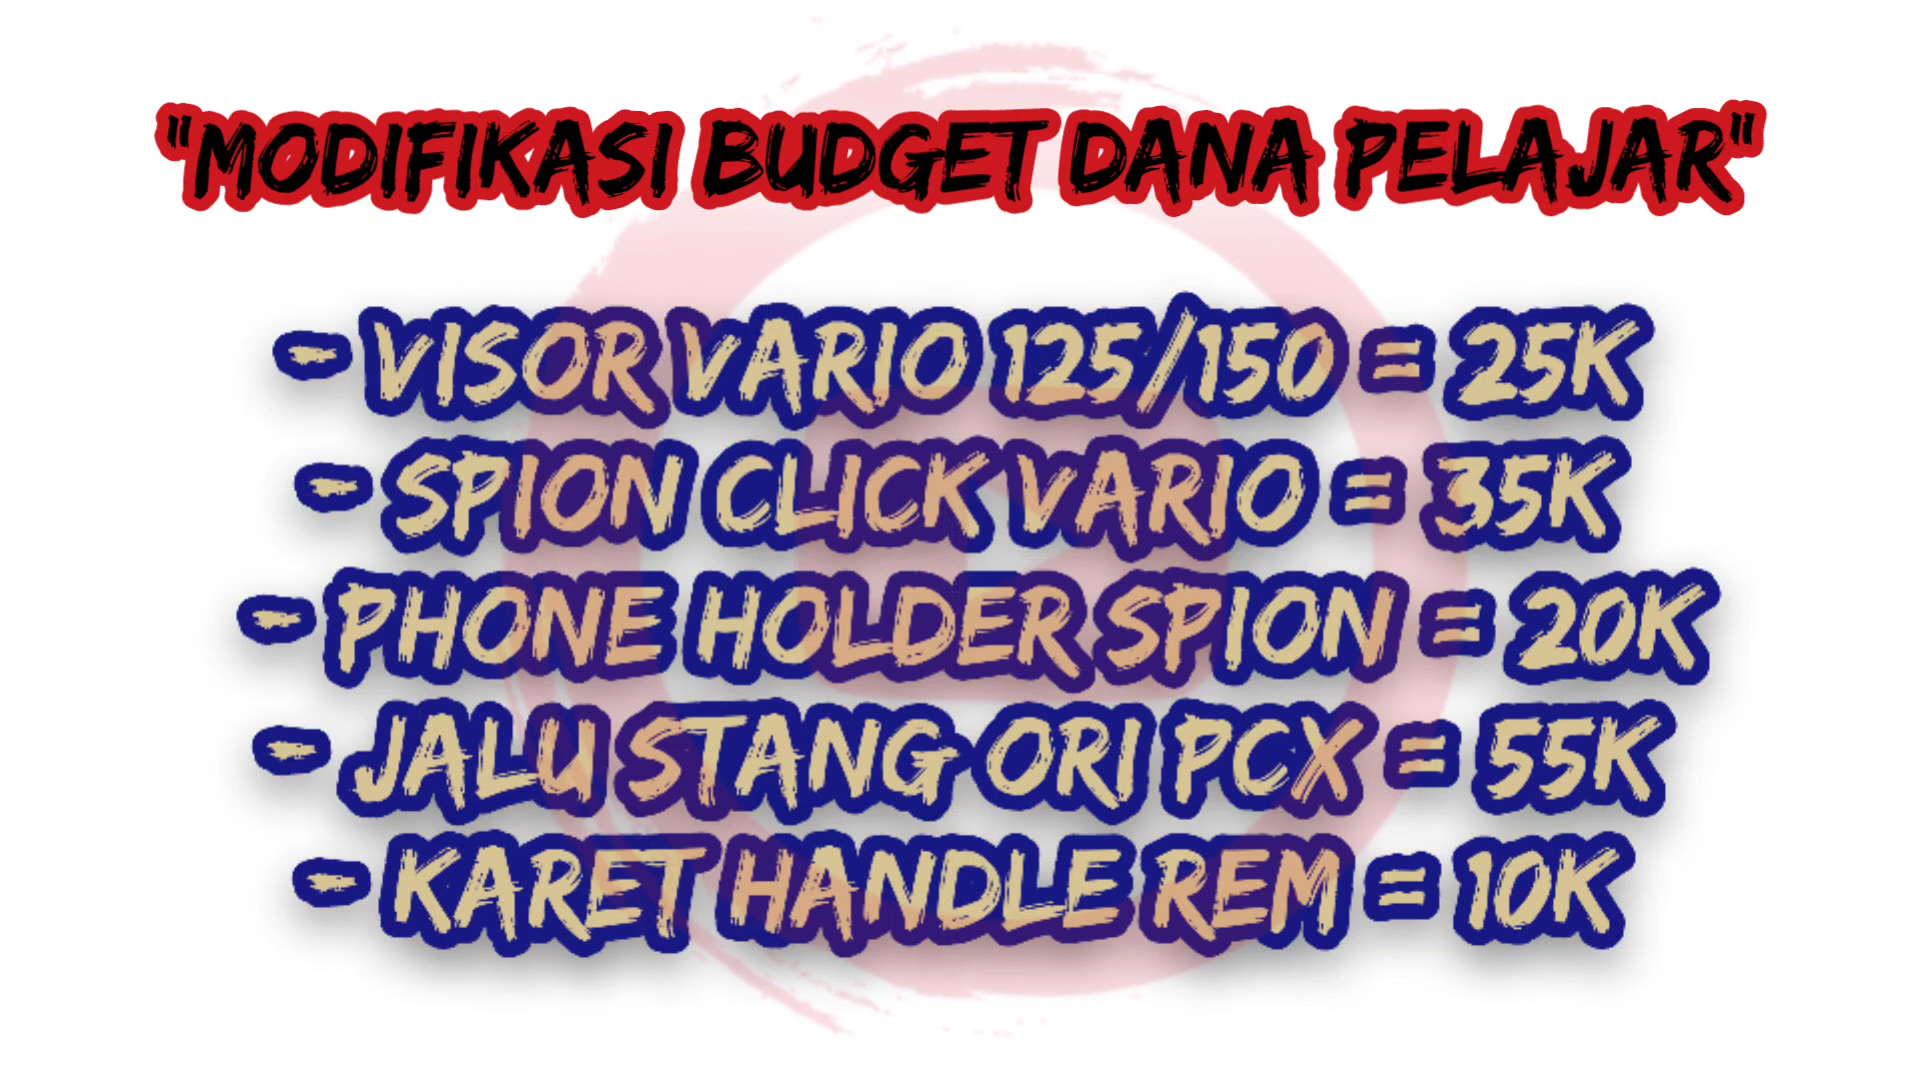 "MODIFIKASI BUDGET DANA PELAJAR"
- VISOR VARIO 125/150 = 25K
- SPION CLICK VARIO = 35K
- PHONE HOLDER SPION = 20K
- JALU STANG ORI PCX = 55K
- KARET HANDLE REM = 10K